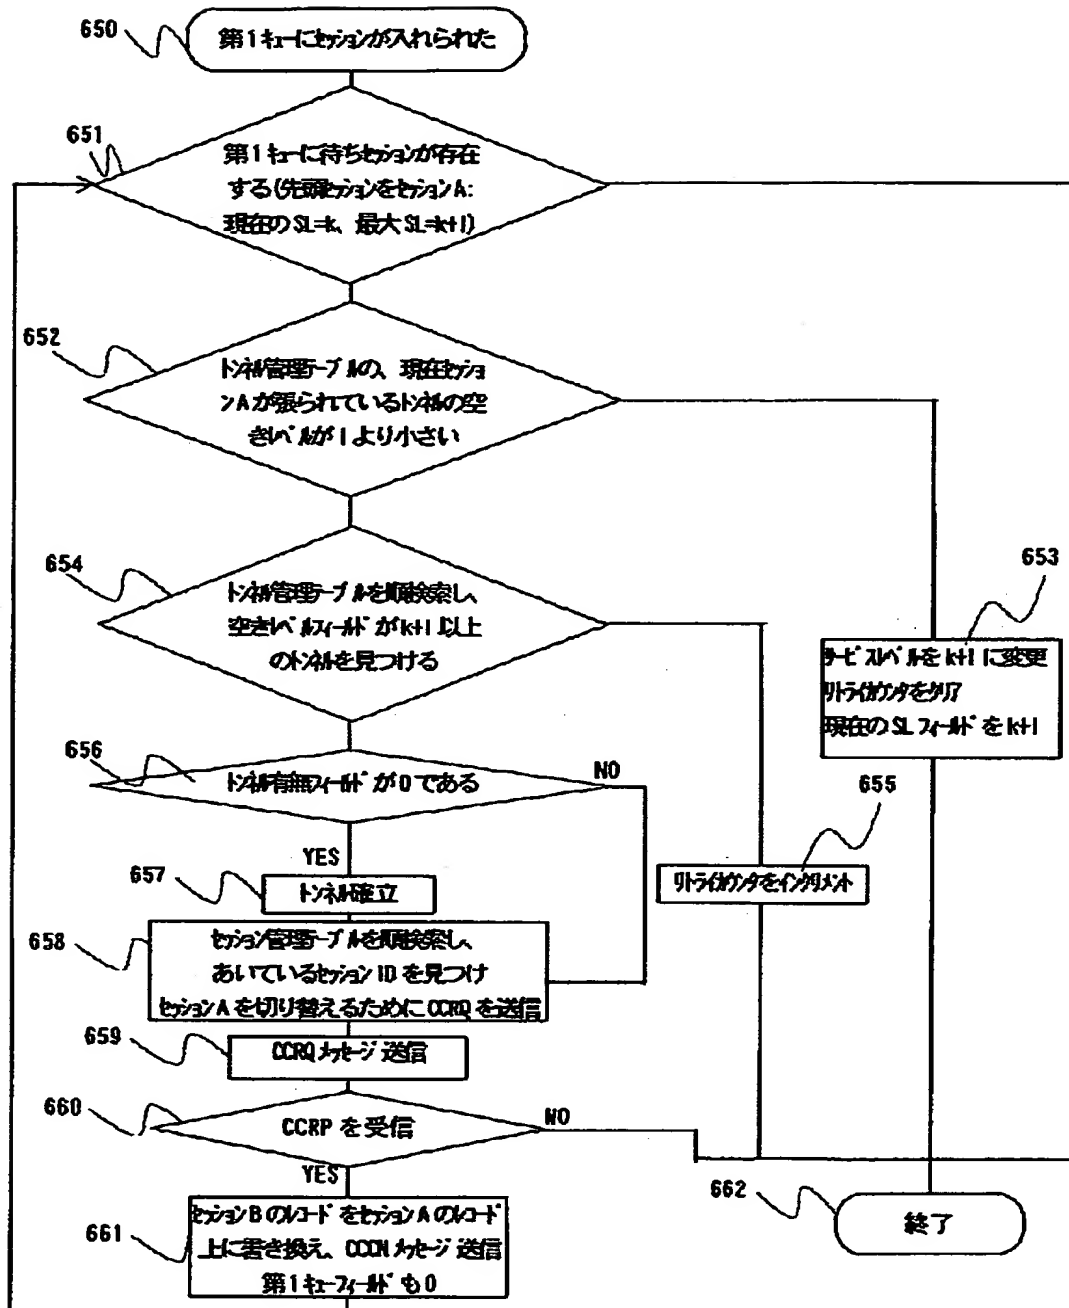 650
第1キューにセッションが入れられた
651
第1キューに待ちセッションが存在
する(先頭セッションをセッションA:
現在のSL=k、最大SL=k+1)
652
トンネル管理テーブルの、現在セッショ
ンAが張られているトンネルの空
きレベルが1より小さい
654
トンネル管理テーブルを順検索し、
空きレベルフィールドがk+1以上
のトンネルを見つける
653
サービスレベルをk+1に変更
リトライカウンタをクリア
現在のSLフィールドをk+1
656
トンネル有無フィールドが0である
NO
655
YES
リトライカウンタをインクリメント
657
トンネル確立
658
セッション管理テーブルを順検索し、
あいているセッションIDを見つけ
セッションAを切り替えるためにCCRQを送信
659
CCRQメッセージ送信
660
CCRPを受信
NO
YES
662
終了
661
セッションBのレコードをセッションAのレコード
上に書き換え、CCCNメッセージ送信
第1キューフィールドも0